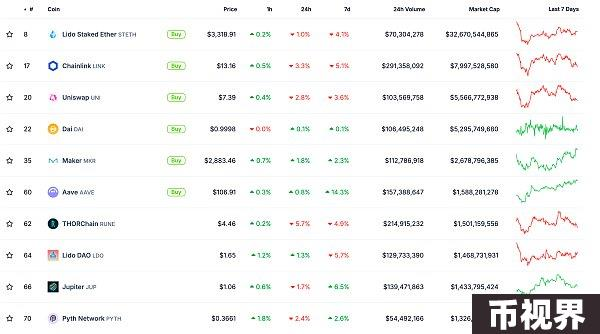 # Coin Price 1h 24h 7d 24h Volume Market Cap Last 7 Days
8 Lido Staked Ether STETH Buy $3,318.91 0.2% 1.0% 4.1% $70,304,278 $32,670,544,865
17 Chainlink LINK Buy $13.16 0.5% 3.3% 5.1% $291,358,092 $7,997,528,580
20 Uniswap UNI Buy $7.39 0.4% 2.8% 3.6% $103,569,758 $5,566,772,938
22 Dai DAI Buy $0.9998 0.0% 0.1% 0.1% $106,495,248 $5,295,749,680
35 Maker MKR Buy $2,883.46 0.7% 1.8% 2.3% $112,786,918 $2,678,796,385
60 Aave AAVE Buy $106.91 0.3% 0.8% 14.3% $157,388,647 $1,588,281,278
62 THORChain RUNE $4.46 0.2% 5.7% 4.9% $214,915,232 $1,501,159,556
64 Lido DAO LDO $1.65 1.2% 1.3% 5.7% $129,733,390 $1,468,731,931
66 Jupiter JUP $1.06 0.6% 1.7% 6.5% $139,471,863 $1,433,795,424
70 Pyth Network PYTH $0.3661 1.8% 2.4% 2.6% $54,492,166 $1,326,
币视界